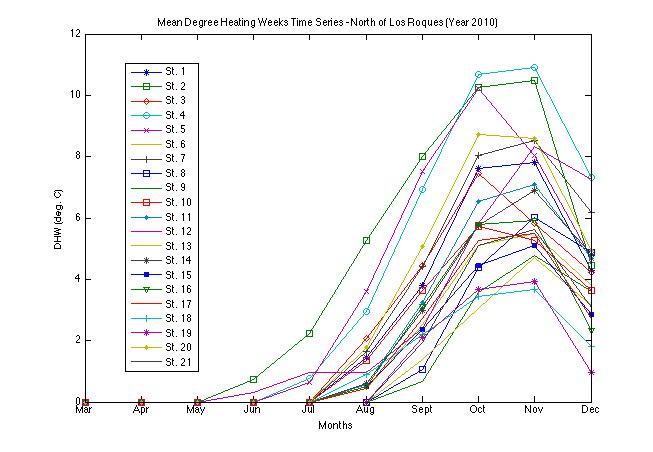 Mean Degree Heating Weeks Time Series -North of Los Roques (Year 2010)
12
10
8
6
4
2
0
DHW (deg. C)
St. 1
St. 2
St. 3
St. 4
St. 5
St. 6
St. 7
St. 8
St. 9
St. 10
St. 11
St. 12
St. 13
St. 14
St. 15
St. 16
St. 17
St. 18
St. 19
St. 20
St. 21
Mar Apr May Jun Jul Aug Sept Oct Nov Dec
Months